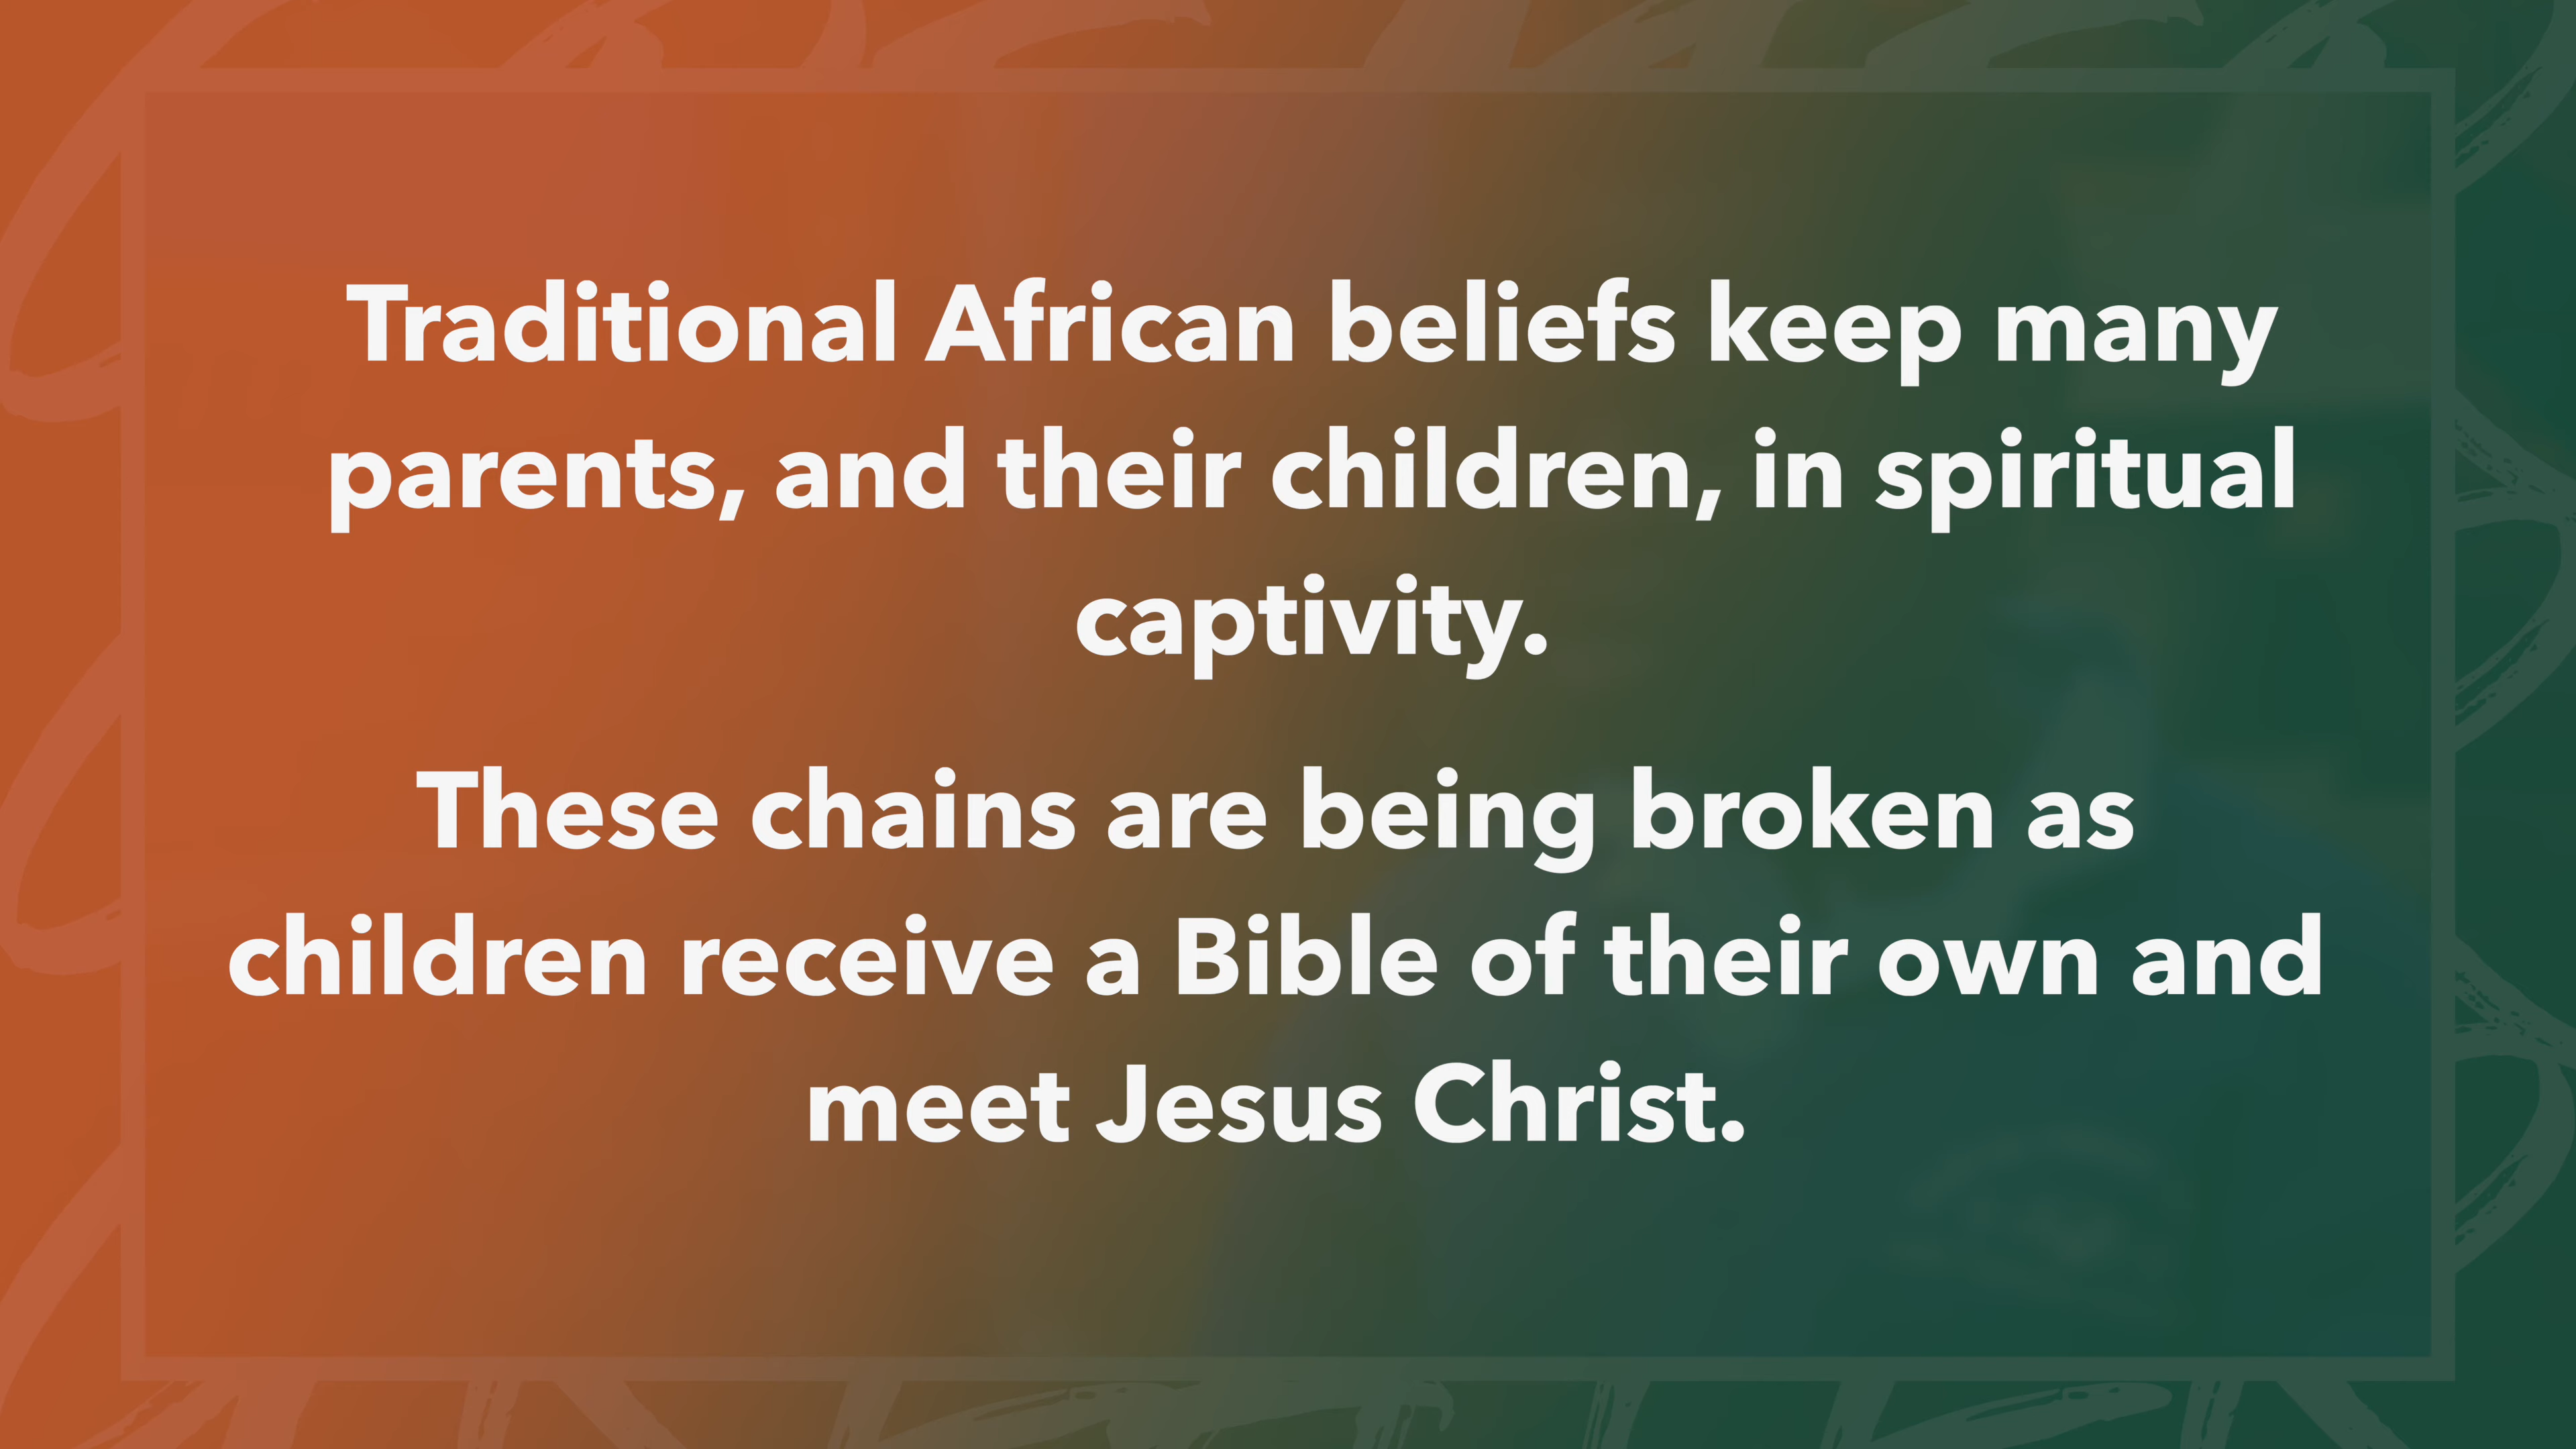 Traditional African beliefs keep many
parents, and their children, in spiritual
captivity.
These chains are being broken as
children receive a Bible of their own and
meet Jesus Christ.